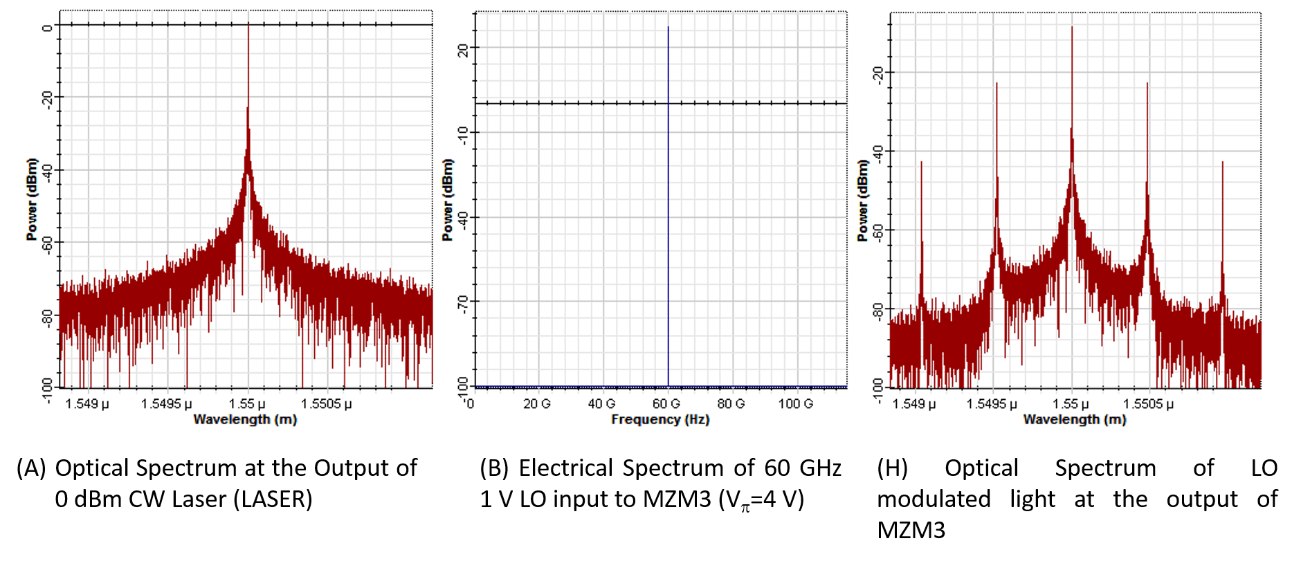 0
-20
-40
-60
-80
-100
Power (dBm)
1.549 µ 1.5495 µ 1.55 µ 1.5505 µ
Wavelength (m)
20
-10
-40
-70
-100
Power (dBm)
-0 20 G 40 G 60 G 80 G 100 G
Frequency (Hz)
-20
-40
-60
-80
-100
Power (dBm)
1.549 µ 1.5495 µ 1.55 µ 1.5505 µ
Wavelength (m)
(A) Optical Spectrum at the Output of
0 dBm CW Laser (LASER)
(B) Electrical Spectrum of 60 GHz
1 V LO input to MZM3 (Vπ=4 V)
(H) Optical Spectrum of LO
modulated light at the output of
MZM3